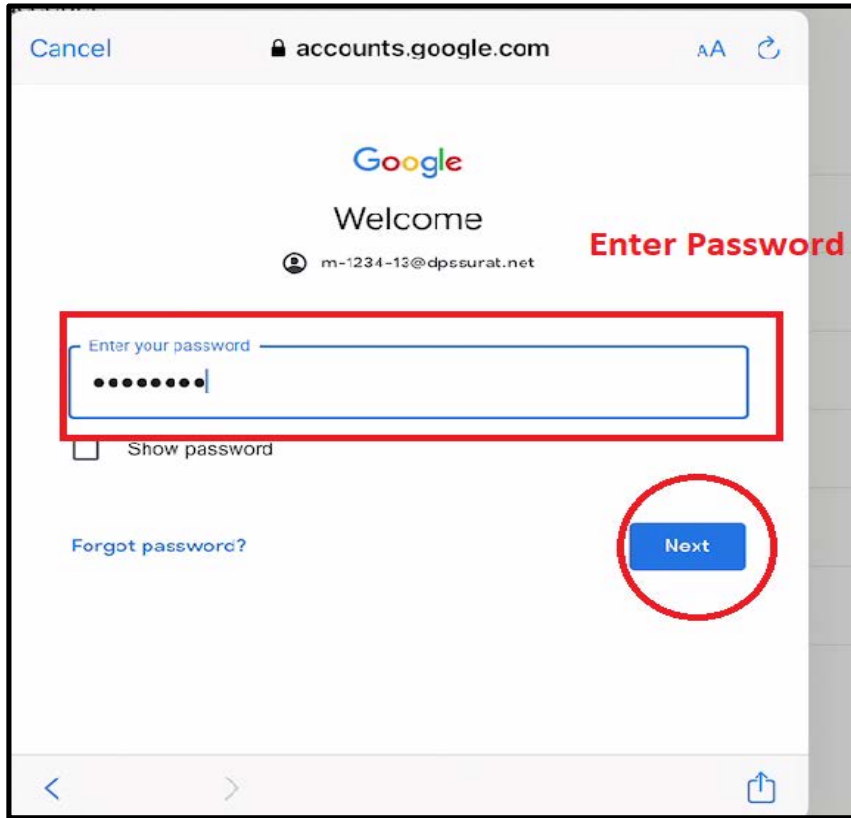 Cancel
accounts.google.com
AA
Google
Welcome
m-1234-13@dpssurat.net
Enter Password
Enter your password
••••••••
Show password
Forgot password?
Next